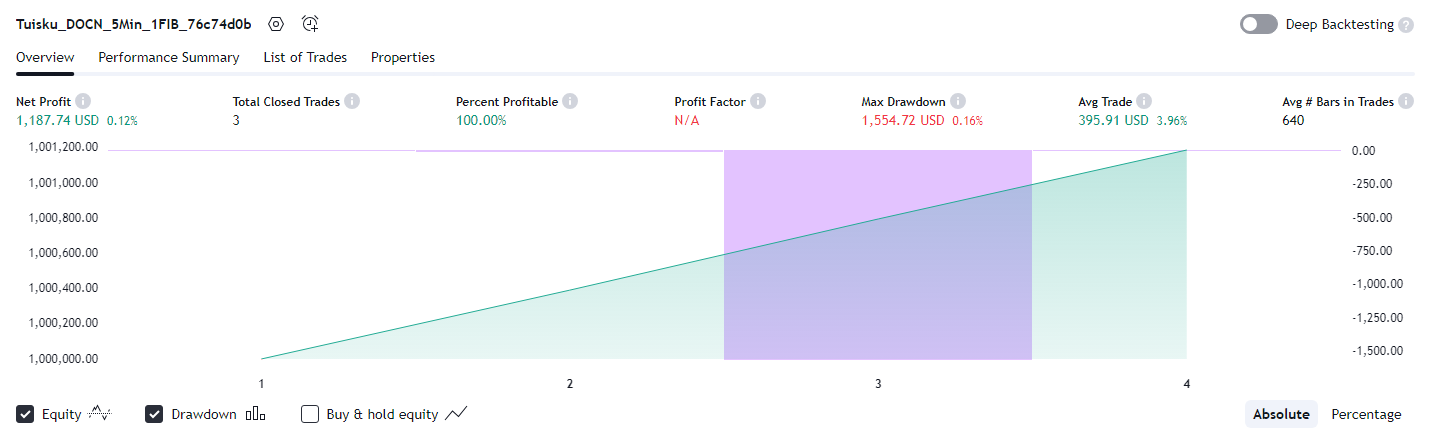 Tuisku_DOCN_5Min_1FIB_76c74d0b
Deep Backtesting ?
Overview Performance Summary List of Trades Properties
Net Profit Total Closed Trades Percent Profitable Profit Factor Max Drawdown Avg Trade Avg # Bars in Trades
1,187.74 USD 0.12% 3 100.00% N/A 1,554.72 USD 0.16% 395.91 USD 3.96% 640
1,001,200.00 0.00
1,001,000.00 -250.00
1,000,800.00 -500.00
1,000,600.00 -750.00
1,000,400.00 -1,000.00
1,000,200.00 -1,250.00
1,000,000.00 -1,500.00
1 2 3 4
Equity Drawdown Buy & hold equity Absolute Percentage